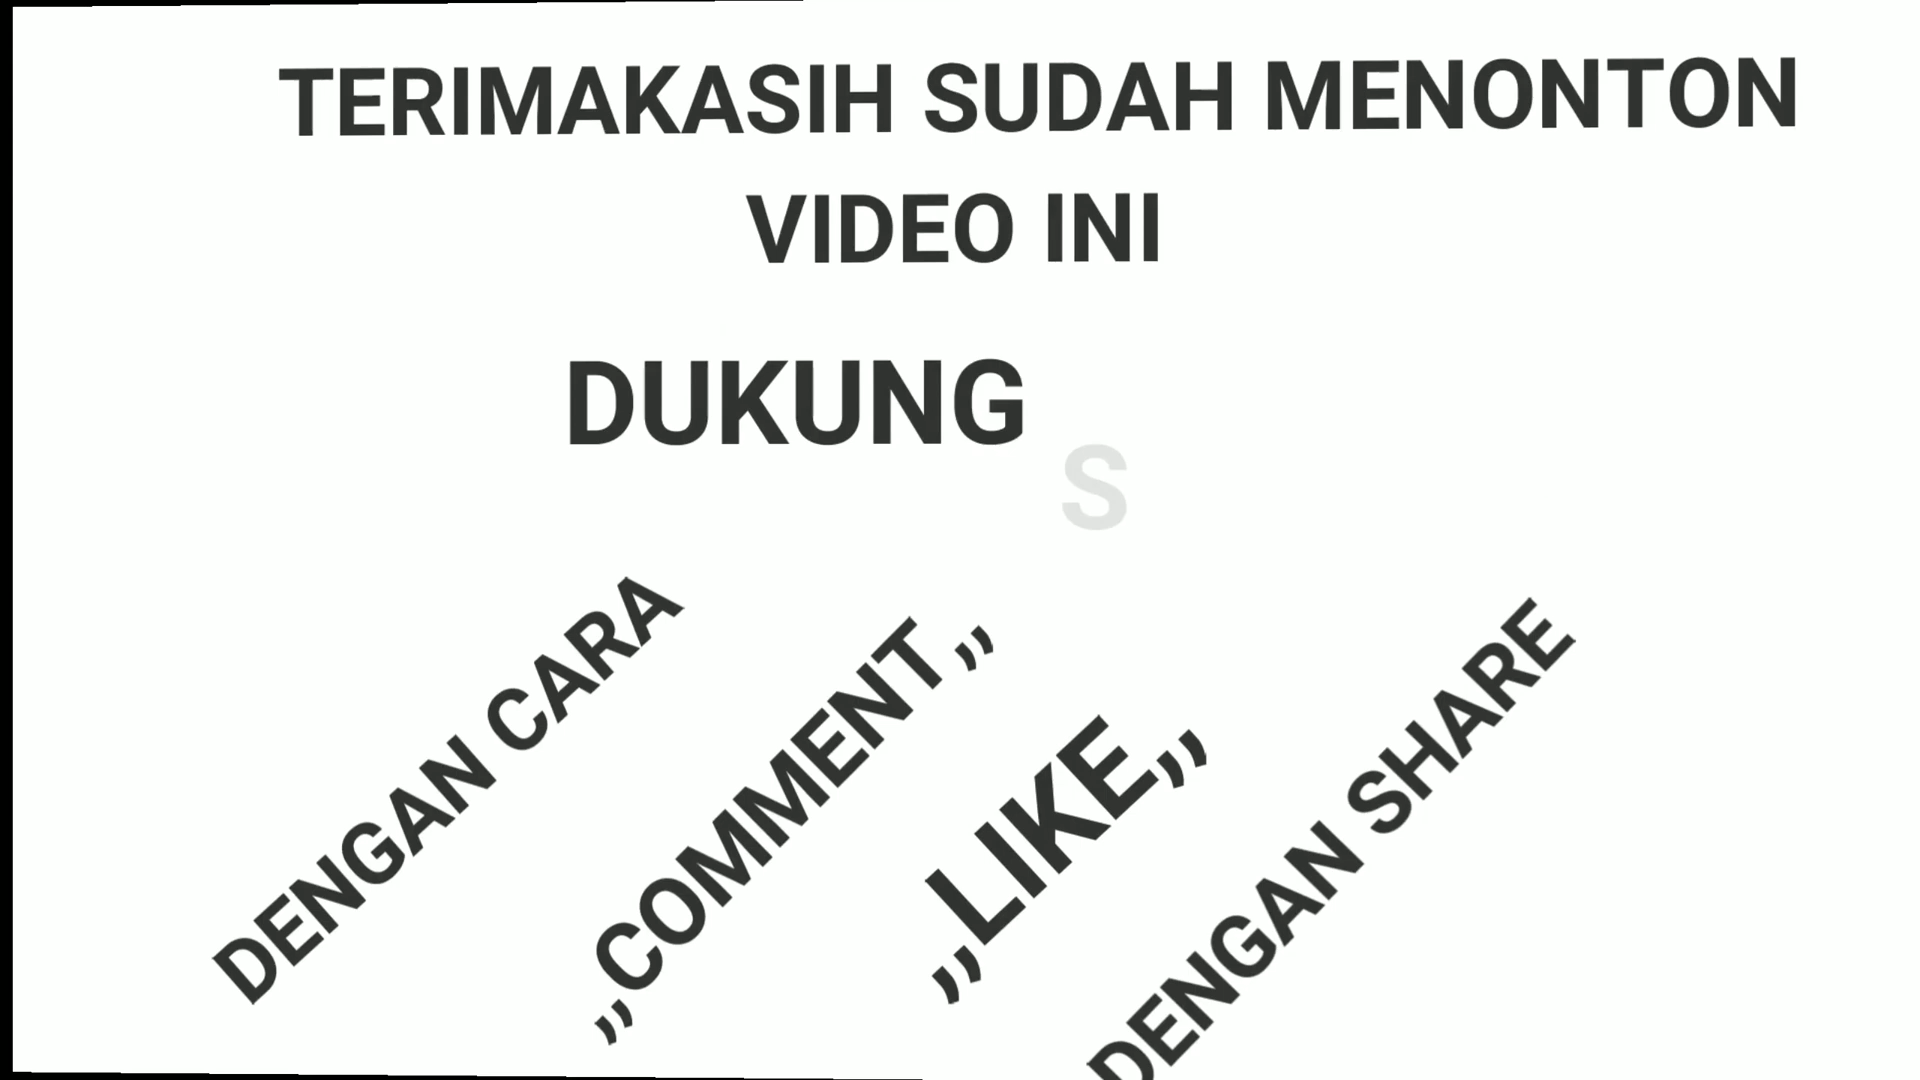 TERIMAKASIH SUDAH MENONTON
VIDEO INI
DUKUNG S
DENGAN CARA
„COMMENT„
„LIKE„
DENGAN SHARE